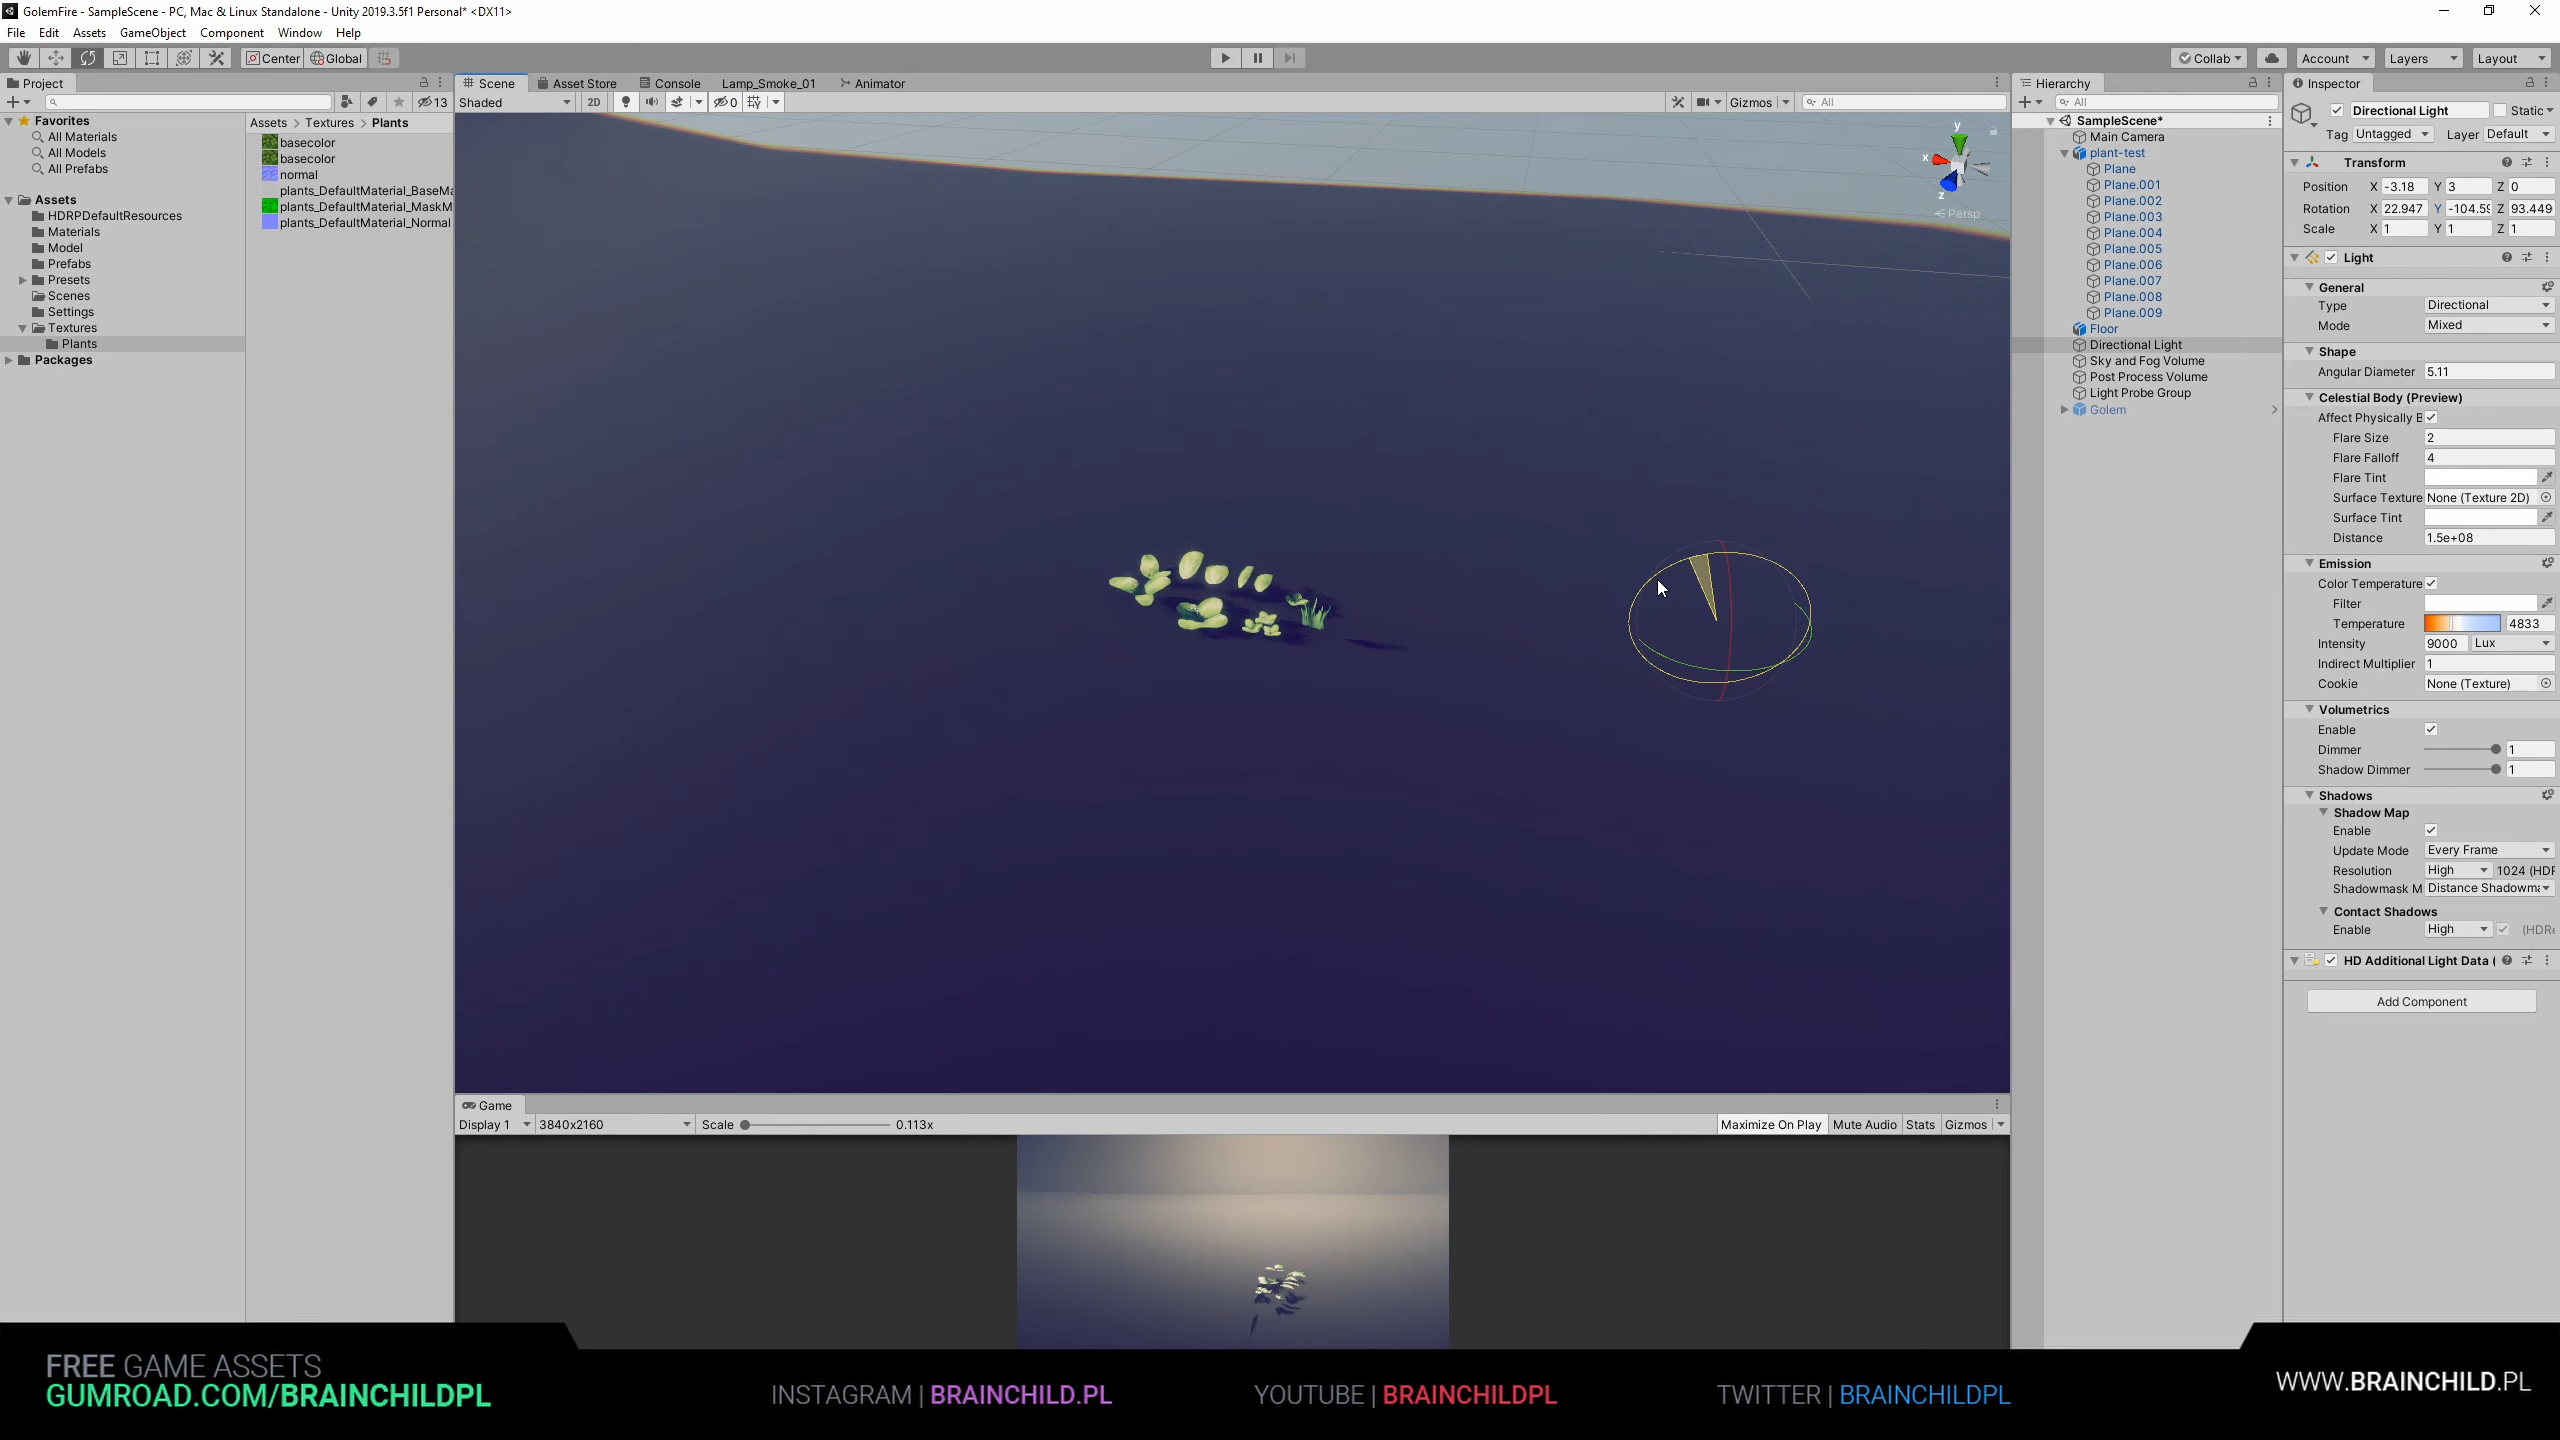 GolemFire - SampleScene - PC, Mac & Linux Standalone - Unity 2019.3.5f1 Personal* <DX11>
File Edit Assets GameObject Component Window Help
Center Global Collab Account Layers Layout
Project
13
Favorites
All Materials
All Models
All Prefabs
Assets
HDRPDefaultResources
Materials
Model
Prefabs
Presets
Scenes
Settings
Textures
Plants
Packages
Assets > Textures > Plants
basecolor
basecolor
normal
plants_DefaultMaterial_BaseMa
plants_DefaultMaterial_MaskM
plants_DefaultMaterial_Normal
Scene Asset Store Console Lamp_Smoke_01 Animator
Shaded 2D 0 Gizmos All
y
x
z
Persp
Game
Display 1 3840x2160 Scale 0.113x Maximize On Play Mute Audio Stats Gizmos
Hierarchy
All
SampleScene*
Main Camera
plant-test
Plane
Plane.001
Plane.002
Plane.003
Plane.004
Plane.005
Plane.006
Plane.007
Plane.008
Plane.009
Floor
Directional Light
Sky and Fog Volume
Post Process Volume
Light Probe Group
Golem
Inspector
Directional Light Static
Tag Untagged Layer Default
Transform
Position X -3.18 Y 3 Z 0
Rotation X 22.947 Y -104.59 Z 93.449
Scale X 1 Y 1 Z 1
Light
General
Type Directional
Mode Mixed
Shape
Angular Diameter 5.11
Celestial Body (Preview)
Affect Physically B
Flare Size 2
Flare Falloff 4
Flare Tint
Surface Texture None (Texture 2D)
Surface Tint
Distance 1.5e+08
Emission
Color Temperature
Filter
Temperature 4833
Intensity 9000 Lux
Indirect Multiplier 1
Cookie None (Texture)
Volumetrics
Enable
Dimmer 1
Shadow Dimmer 1
Shadows
Shadow Map
Enable
Update Mode Every Frame
Resolution High 1024 (HDF
Shadowmask M Distance Shadowma
Contact Shadows
Enable High (HDRe
HD Additional Light Data (
Add Component
FREE GAME ASSETS
GUMROAD.COM/BRAINCHILDPL
INSTAGRAM | BRAINCHILD.PL
YOUTUBE | BRAINCHILDPL
TWITTER | BRAINCHILDPL
WWW.BRAINCHILD.PL